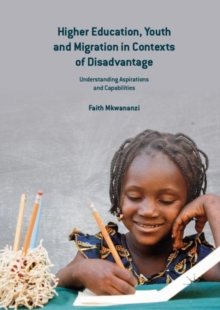 Higher Education, Youth
and Migration in Contexts
of Disadvantage
Understanding Aspirations
and Capabilities
Faith Mkwananzi